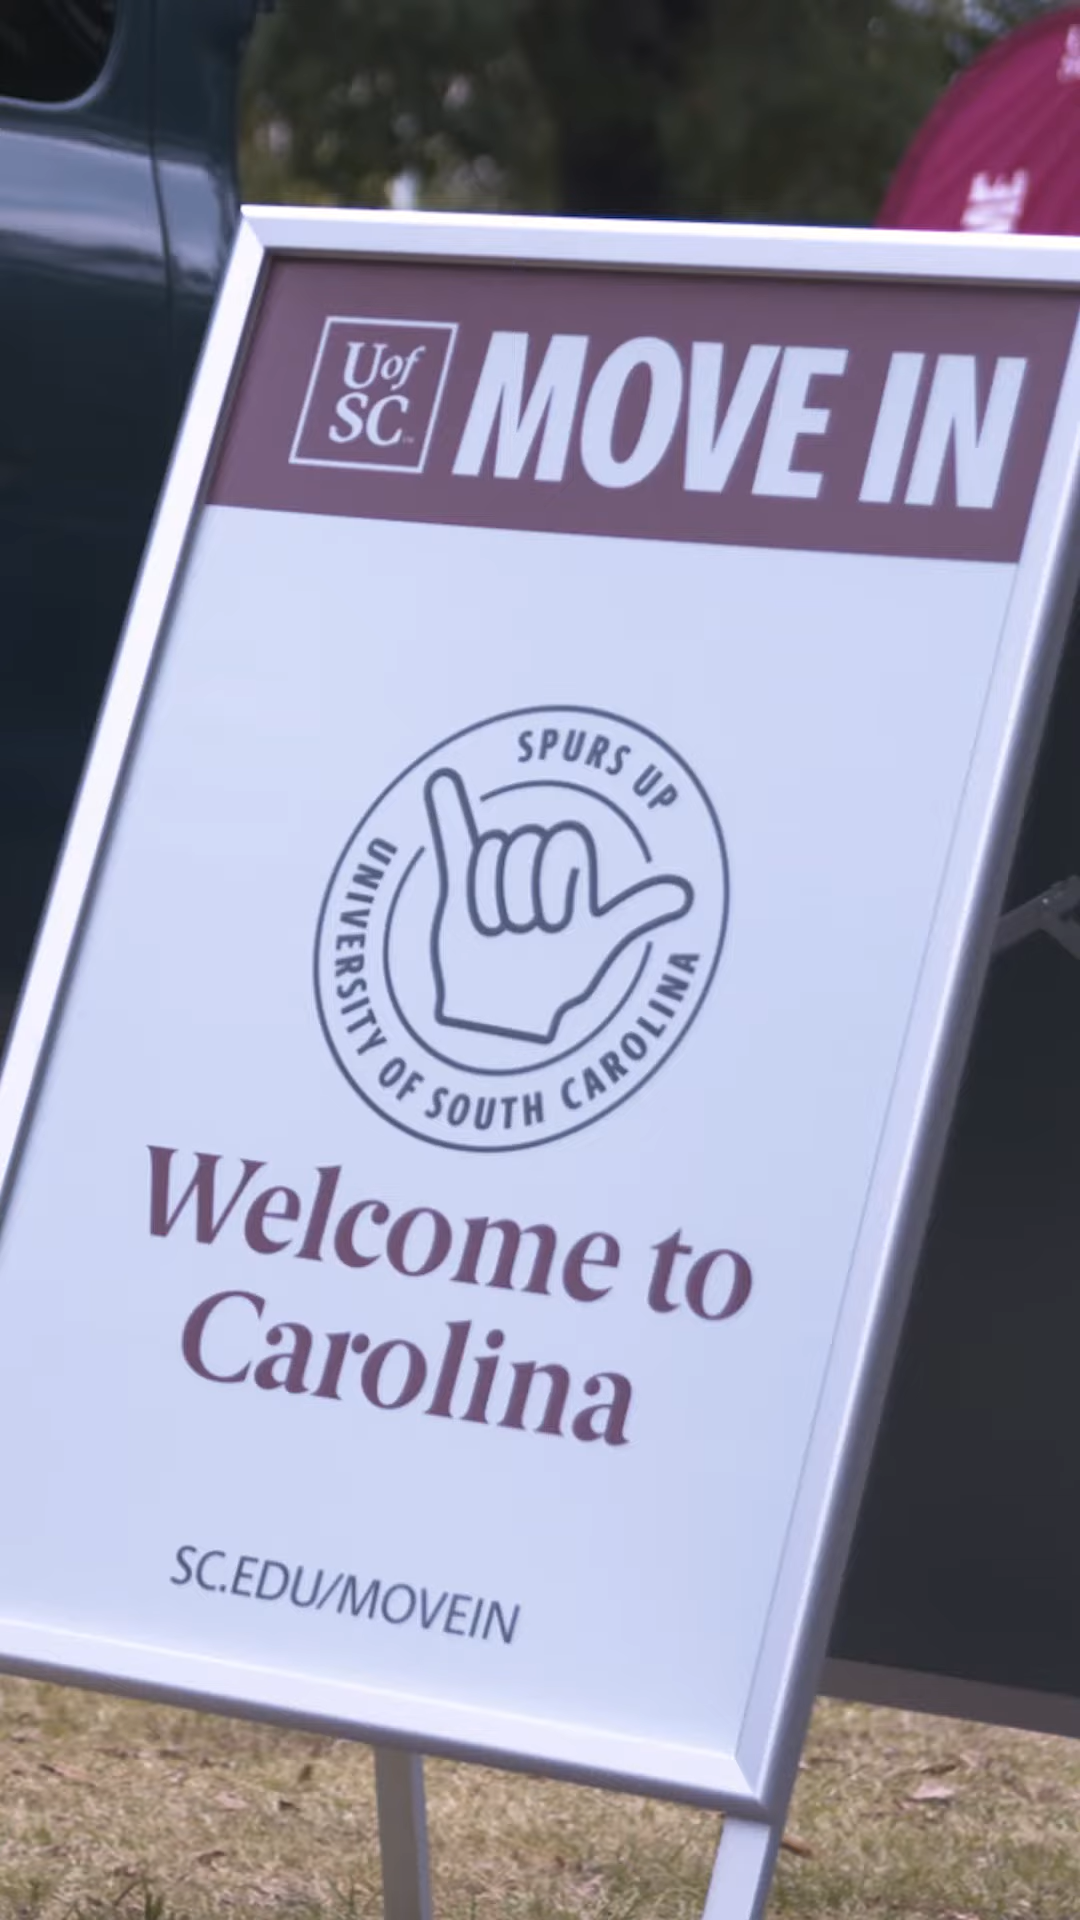 UofSC MOVE IN
SPURS UP
UNIVERSITY OF SOUTH CAROLINA
Welcome to
Carolina
SC.EDU/MOVEIN